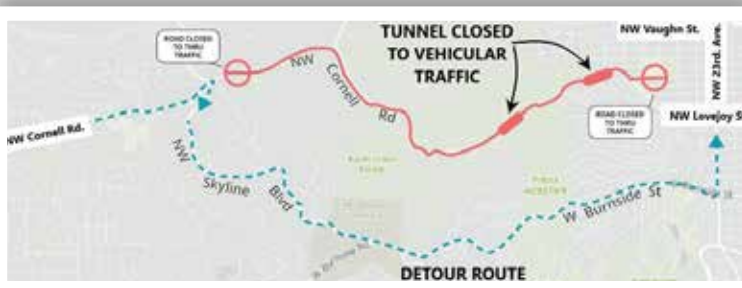 ROAD CLOSED
TO THRU
TRAFFIC
TUNNEL CLOSED
TO VEHICULAR
TRAFFIC
NW Vaughn St.
NW 23rd. Ave.
NW Cornell Rd
ROAD CLOSED
TO THRU
TRAFFIC
NW Lovejoy S
NW Cornell Rd.
NW Skyline Blvd
W Burnside St
DETOUR ROUTE